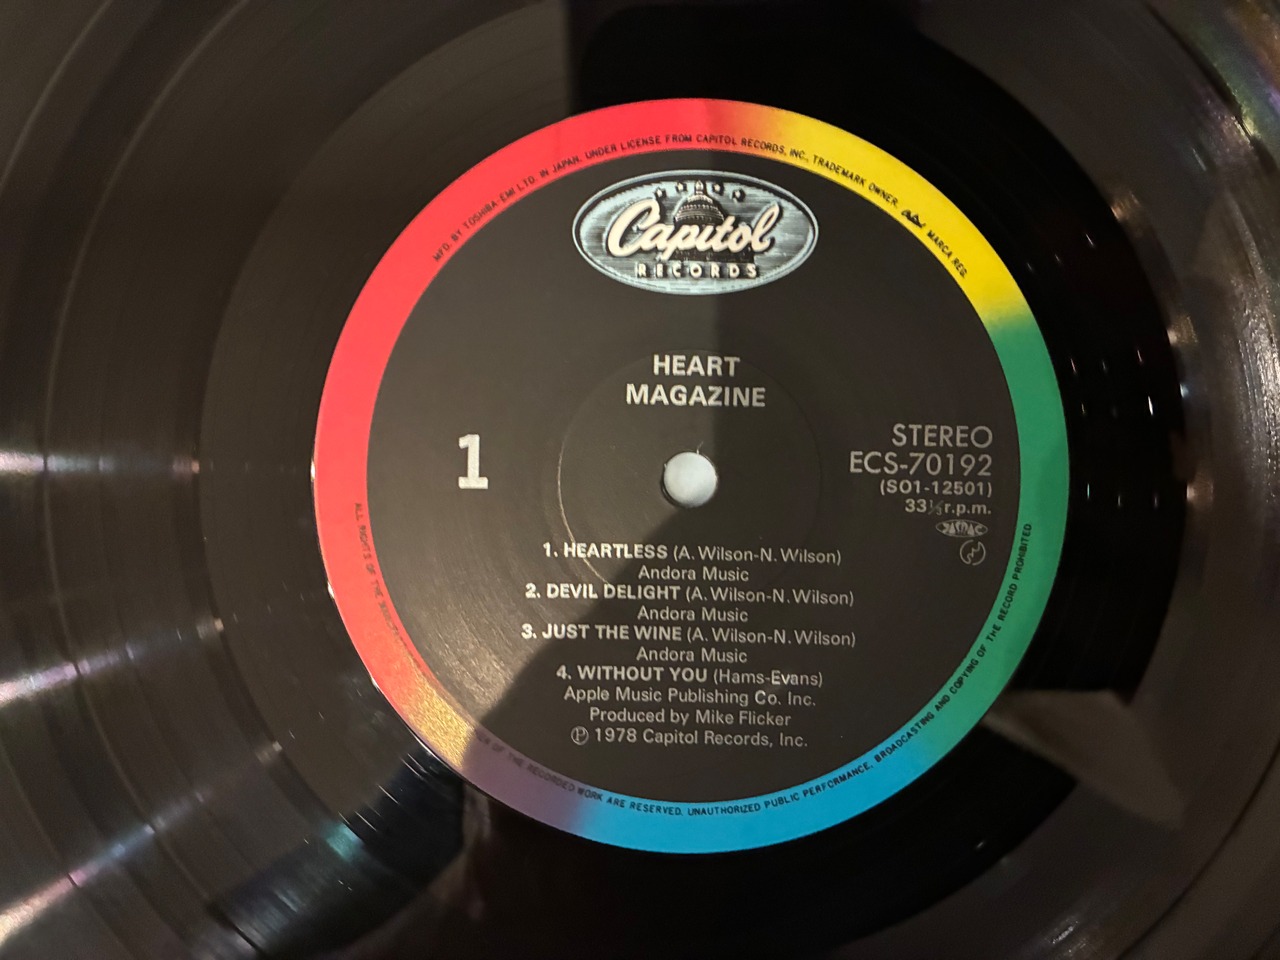 MFD. BY TOSHIBA-EMI LTD. IN JAPAN. UNDER LICENSE FROM CAPITOL RECORDS, INC., TRADEMARK OWNER, Capitol MARCA REG.
Capitol
RECORDS
HEART
MAGAZINE
1
STEREO
ECS-70192
(SO1-12501)
33⅓r.p.m.
JASRAC
1. HEARTLESS (A. Wilson-N. Wilson)
Andora Music
2. DEVIL DELIGHT (A. Wilson-N. Wilson)
Andora Music
3. JUST THE WINE (A. Wilson-N. Wilson)
Andora Music
4. WITHOUT YOU (Hams-Evans)
Apple Music Publishing Co. Inc.
Produced by Mike Flicker
Ⓟ 1978 Capitol Records, Inc.
ALL RIGHTS OF THE OF THE RECORDED WORK ARE RESERVED. UNAUTHORIZED PUBLIC PERFORMANCE, BROADCASTING AND COPYING OF THE RECORD PROHIBITED.